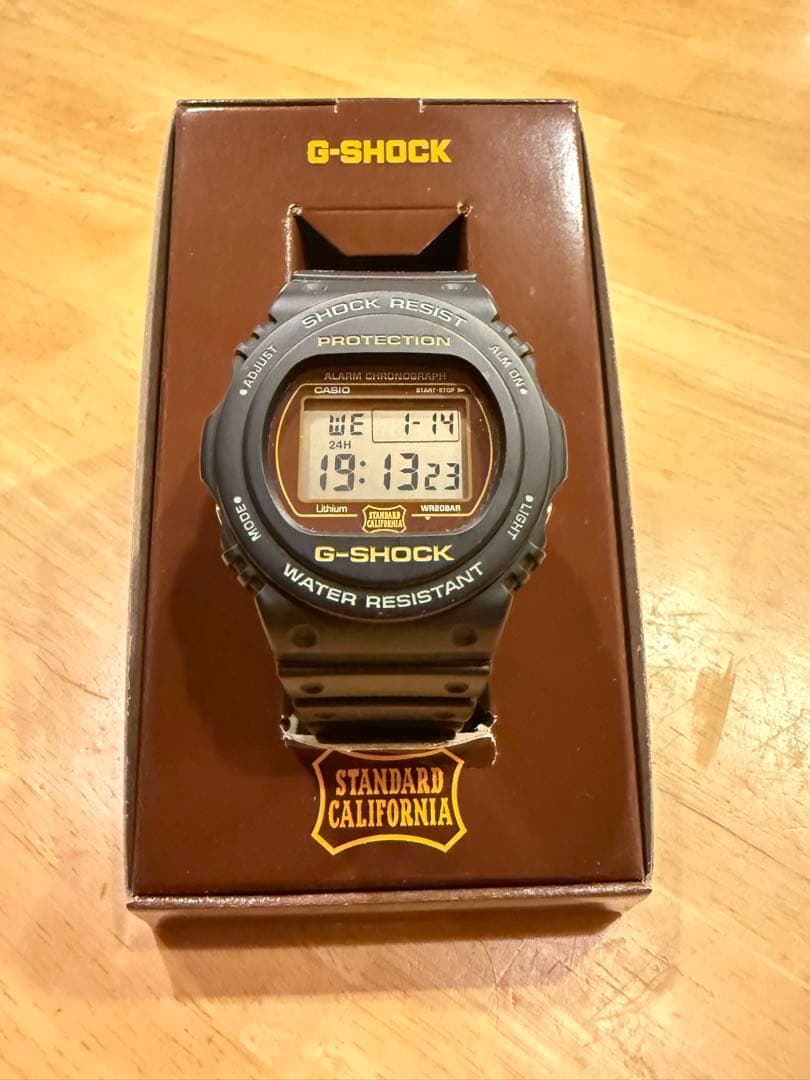 G-SHOCK
SHOCK RESIST
PROTECTION
ADJUST
ALM ON
ALARM CHRONOGRAPH
CASIO
START·STOP
WE 1-14
24H
19:13 23
Lithium
STANDARD
CALIFORNIA
WR20BAR
MODE
LIGHT
G-SHOCK
WATER RESISTANT
STANDARD
CALIFORNIA